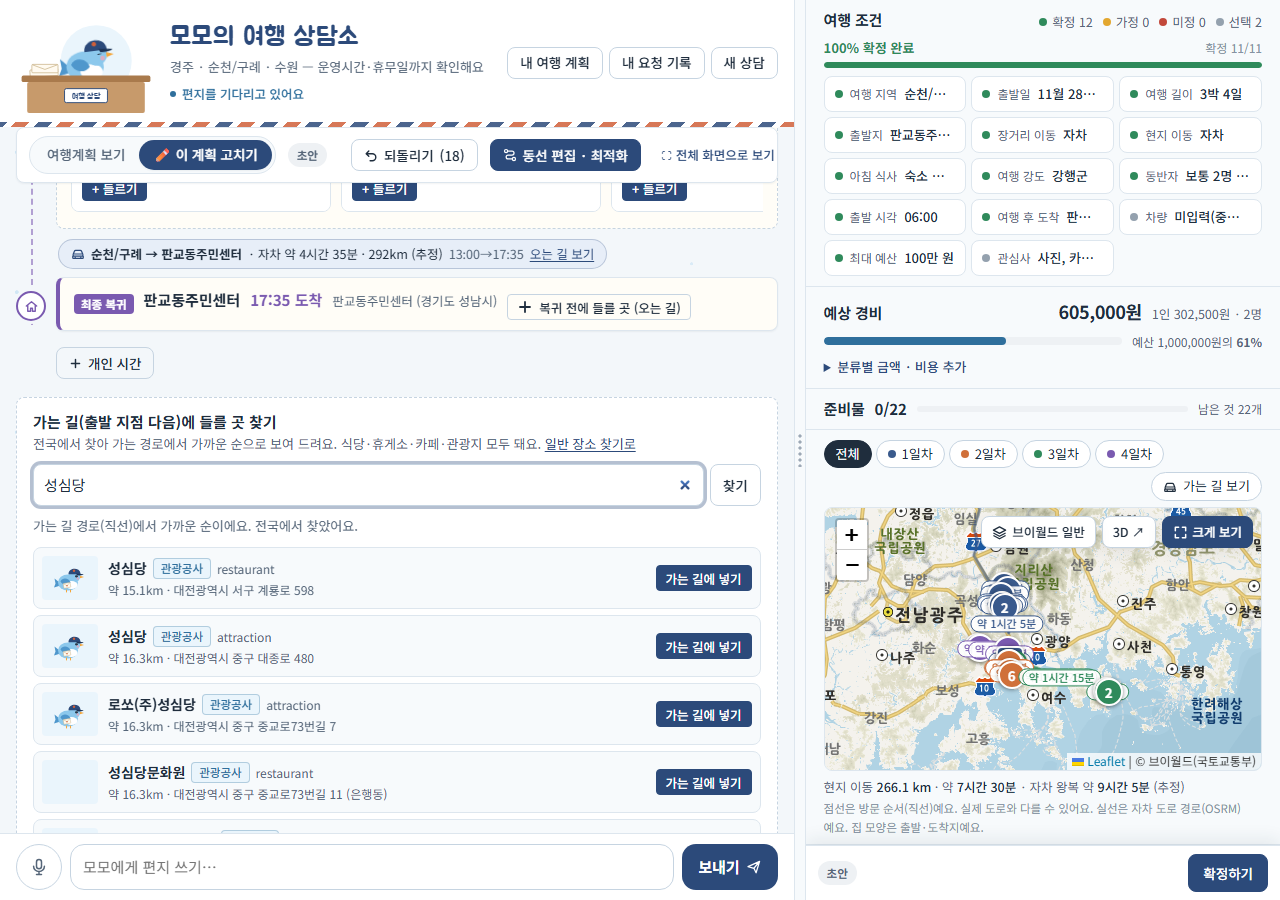 모모의 여행 상담소
경주 · 순천/구례 · 수원 — 운영시간·휴무일까지 확인해요
편지를 기다리고 있어요
여행 상담
내 여행 계획
내 요청 기록
새 상담
여행계획 보기
이 계획 고치기
초안
되돌리기 (18)
동선 편집 · 최적화
전체 화면으로 보기
+ 들르기
+ 들르기
+ 들르기
순천/구례 → 판교동주민센터 · 자차 약 4시간 35분 · 292km (추정) 13:00→17:35 오는 길 보기
최종 복귀 판교동주민센터 17:35 도착 판교동주민센터 (경기도 성남시) + 복귀 전에 들를 곳 (오는 길)
+ 개인 시간
가는 길(출발 지점 다음)에 들를 곳 찾기
전국에서 찾아 가는 경로에서 가까운 순으로 보여 드려요. 식당·휴게소·카페·관광지 모두 돼요. 일반 장소 찾기로
성심당
찾기
가는 길 경로(직선)에서 가까운 순이에요. 전국에서 찾았어요.
성심당 관광공사 restaurant
약 15.1km · 대전광역시 서구 계룡로 598
가는 길에 넣기
성심당 관광공사 attraction
약 16.3km · 대전광역시 중구 대종로 480
가는 길에 넣기
로쏘(주)성심당 관광공사 attraction
약 16.3km · 대전광역시 중구 중교로73번길 7
가는 길에 넣기
성심당문화원 관광공사 restaurant
약 16.3km · 대전광역시 중구 중교로73번길 11 (은행동)
가는 길에 넣기
모모에게 편지 쓰기…
보내기
여행 조건
확정 12 가정 0 미정 0 선택 2
100% 확정 완료
확정 11/11
여행 지역 순천/…
출발일 11월 28…
여행 길이 3박 4일
출발지 판교동주…
장거리 이동 자차
현지 이동 자차
아침 식사 숙소 …
여행 강도 강행군
동반자 보통 2명 …
출발 시각 06:00
여행 후 도착 판…
차량 미입력(중…
최대 예산 100만 원
관심사 사진, 카…
예상 경비
605,000원 1인 302,500원 · 2명
예산 1,000,000원의 61%
▶ 분류별 금액 · 비용 추가
준비물 0/22
남은 것 22개
전체
1일차
2일차
3일차
4일차
가는 길 보기
+
−
브이월드 일반
3D ↗
크게 보기
정읍
임실
45
내장산
국립공원
27
지리산
산청
담양
함안
곡성
진주
창원
2
전남광주
약 1시간 5분
하동
함평
화순
광양
사천
나주
0
통영
6
약 1시간 15분
2
10
보성
여수
강진
한려해상
국립공원
고흥
Leaflet | © 브이월드(국토교통부)
현지 이동 266.1 km · 약 7시간 30분 · 자차 왕복 약 9시간 5분 (추정)
점선은 방문 순서(직선)예요. 실제 도로와 다를 수 있어요. 실선은 자차 도로 경로(OSRM)
예요. 집 모양은 출발·도착지예요.
초안
확정하기